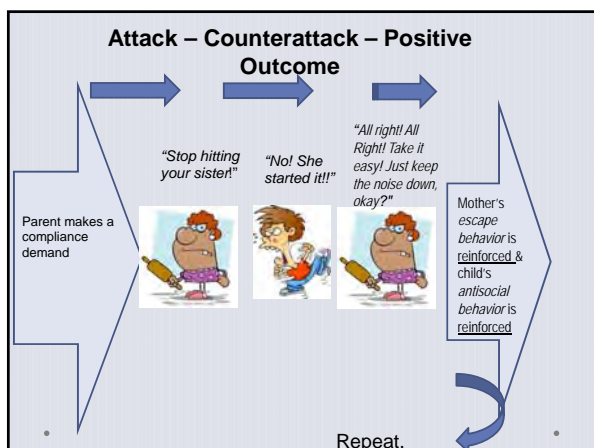 Attack – Counterattack – Positive
Outcome
Parent makes a
compliance
demand
“Stop hitting
your sister!”
“No! She
started it!!”
“All right! All
Right! Take it
easy! Just keep
the noise down,
okay?"
Mother’s
escape
behavior is
reinforced &
child’s
antisocial
behavior is
reinforced
Repeat.